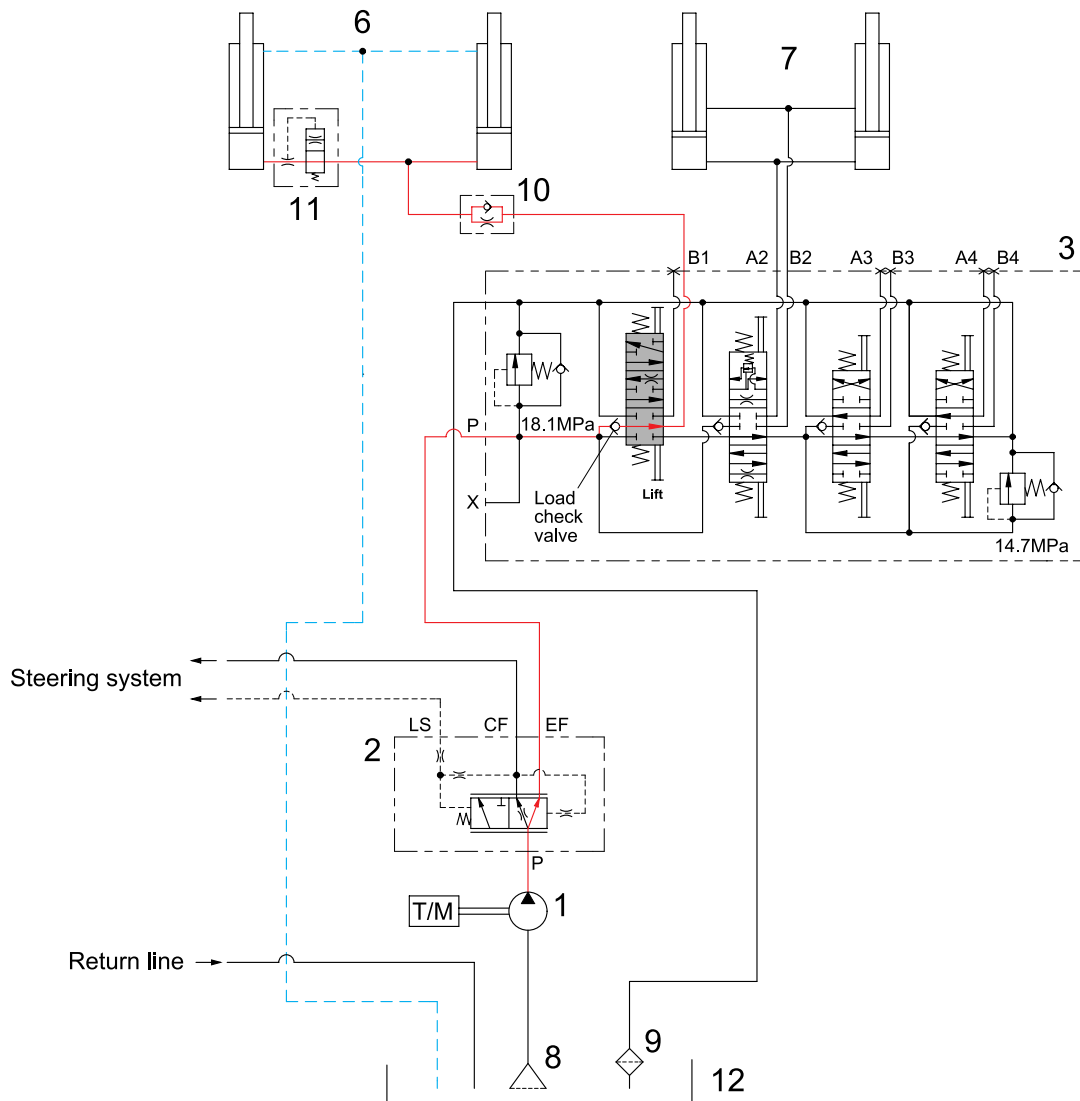 6
7
11
10
B1
A2
B2
A3
B3
A4
B4
3
P
18.1MPa
X
Load
check
valve
Lift
14.7MPa
Steering system
LS
CF
EF
2
P
T/M
1
Return line
8
9
12